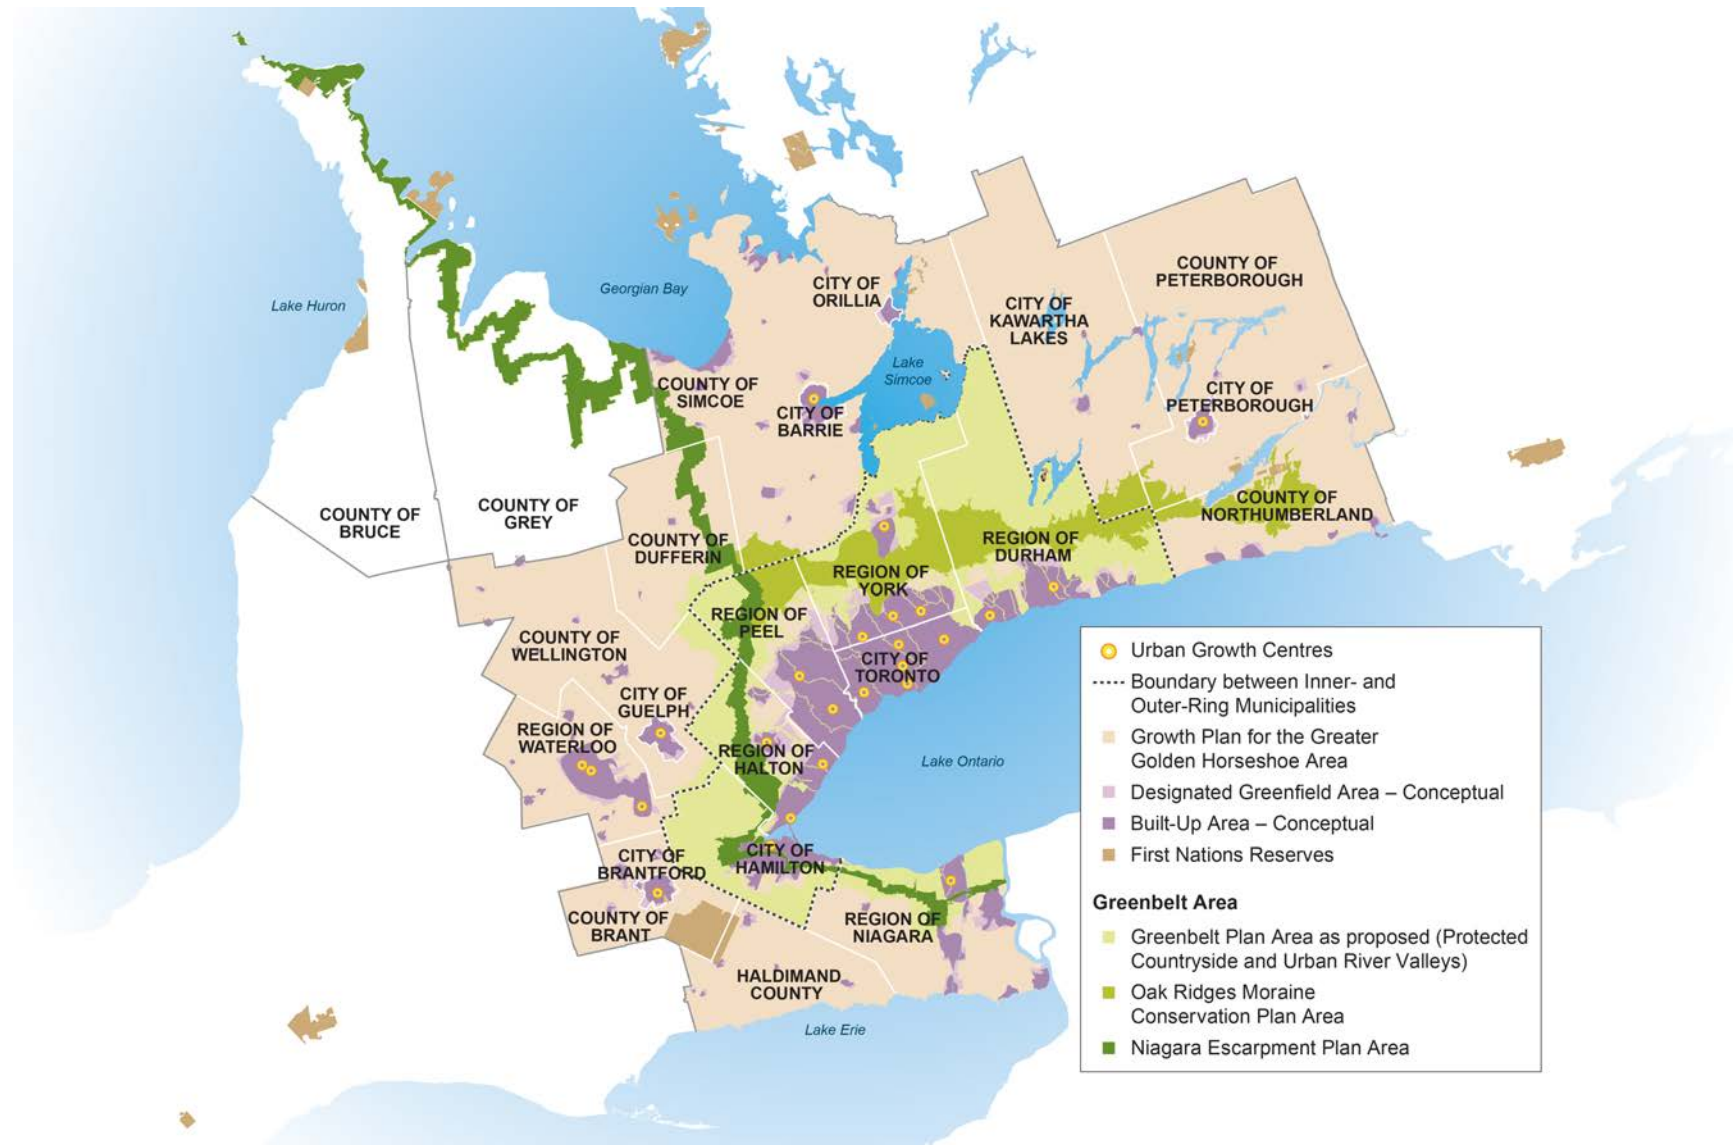 Lake Huron
Georgian Bay
CITY OF
ORILLIA
CITY OF
KAWARTHA
LAKES
COUNTY OF
PETERBOROUGH
Lake
Simcoe
COUNTY OF
SIMCOE
CITY OF
BARRIE
CITY OF
PETERBOROUGH
COUNTY OF
BRUCE
COUNTY OF
GREY
COUNTY OF
DUFFERIN
COUNTY OF
NORTHUMBERLAND
REGION OF
DURHAM
REGION OF
YORK
REGION OF
PEEL
COUNTY OF
WELLINGTON
CITY OF
TORONTO
CITY OF
GUELPH
REGION OF
WATERLOO
REGION OF
HALTON
Lake Ontario
CITY OF
BRANTFORD
CITY OF
HAMILTON
COUNTY OF
BRANT
REGION OF
NIAGARA
HALDIMAND
COUNTY
Lake Erie
Urban Growth Centres
Boundary between Inner- and
Outer-Ring Municipalities
Growth Plan for the Greater
Golden Horseshoe Area
Designated Greenfield Area – Conceptual
Built-Up Area – Conceptual
First Nations Reserves
Greenbelt Area
Greenbelt Plan Area as proposed (Protected
Countryside and Urban River Valleys)
Oak Ridges Moraine
Conservation Plan Area
Niagara Escarpment Plan Area